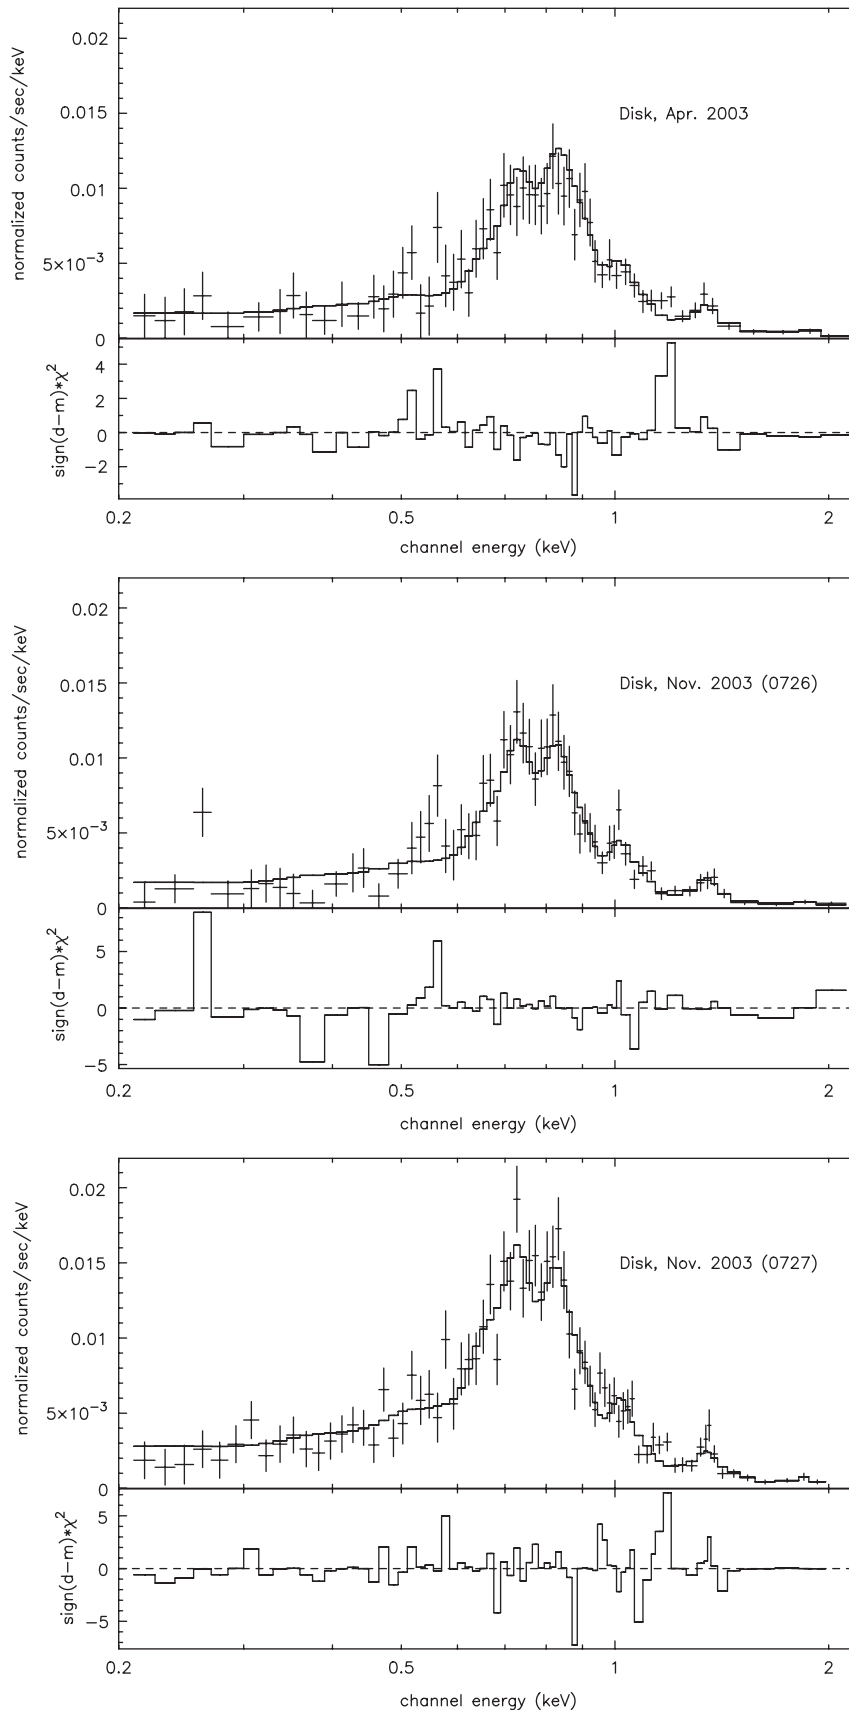 normalized counts/sec/keV
0.02
0.015
0.01
5×10⁻³
0
Disk, Apr. 2003
sign(d−m)*χ²
4
2
0
−2
0.2 0.5 1 2
channel energy (keV)
normalized counts/sec/keV
0.02
0.015
0.01
5×10⁻³
0
Disk, Nov. 2003 (0726)
sign(d−m)*χ²
5
0
−5
0.2 0.5 1 2
channel energy (keV)
normalized counts/sec/keV
0.02
0.015
0.01
5×10⁻³
0
Disk, Nov. 2003 (0727)
sign(d−m)*χ²
5
0
−5
0.2 0.5 1 2
channel energy (keV)